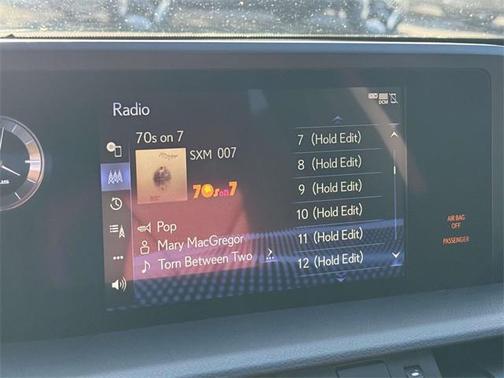 Radio
DCM
70s on 7
SXM 007
70s on 7
Pop
Mary MacGregor
Torn Between Two
7 (Hold Edit)
8 (Hold Edit)
9 (Hold Edit)
10 (Hold Edit)
11 (Hold Edit)
12 (Hold Edit)
AIR BAG
OFF
PASSENGER